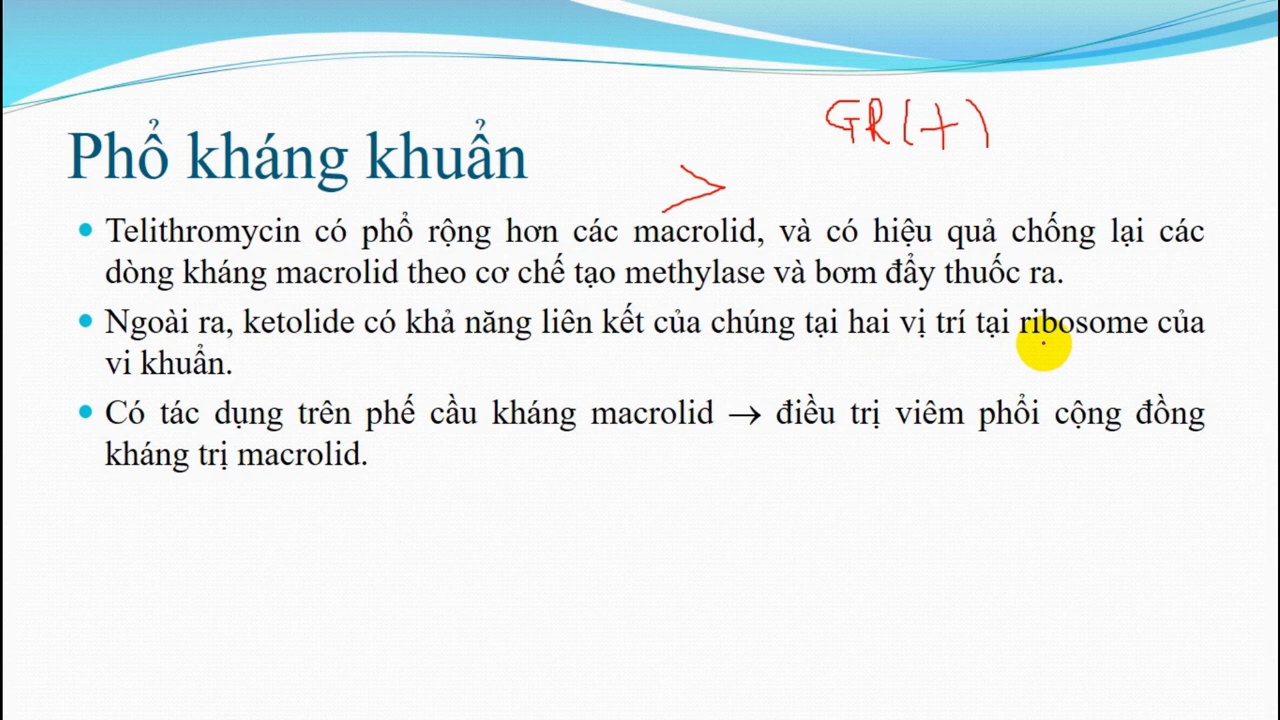 GR(+)
Phổ kháng khuẩn
>
• Telithromycin có phổ rộng hơn các macrolid, và có hiệu quả chống lại các
dòng kháng macrolid theo cơ chế tạo methylase và bơm đẩy thuốc ra.
• Ngoài ra, ketolide có khả năng liên kết của chúng tại hai vị trí tại ribosome của
vi khuẩn.
• Có tác dụng trên phế cầu kháng macrolid → điều trị viêm phổi cộng đồng
kháng trị macrolid.